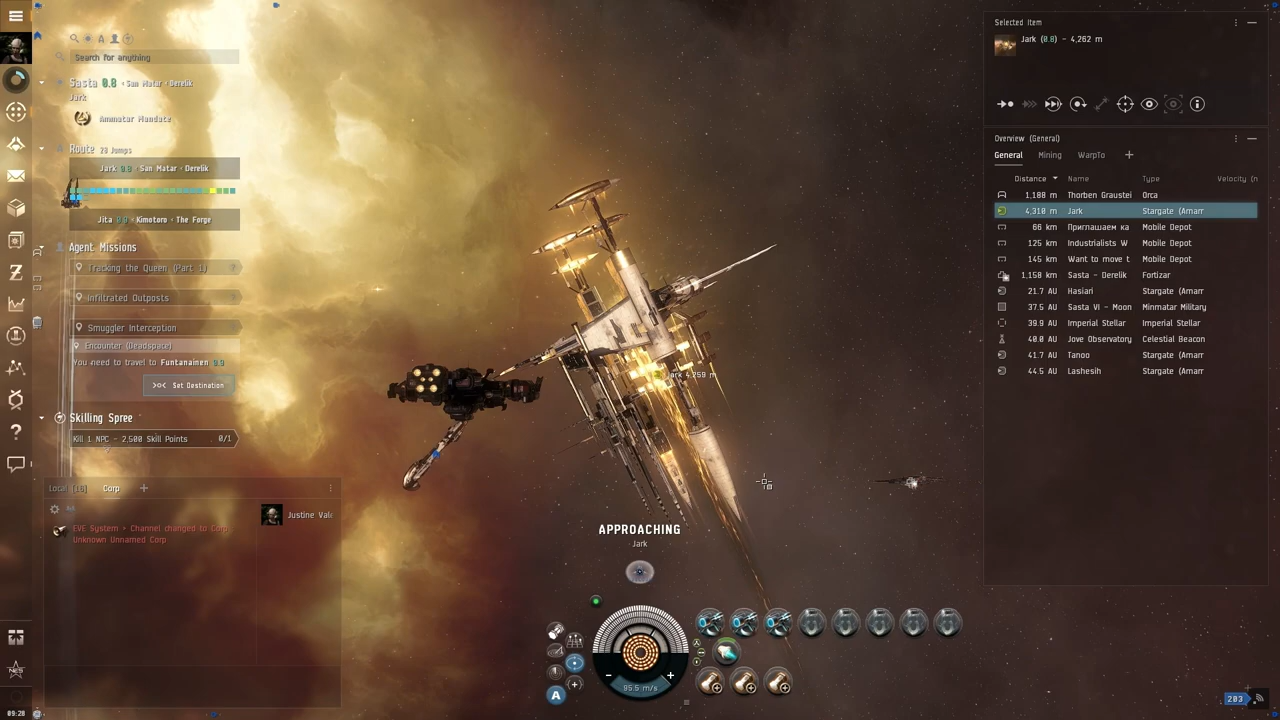 Search for anything
Sasta 0.8 ‹ San Matar ‹ Derelik
Jark
Ammatar Mandate
Route 28 Jumps
Jark 0.8 ‹ San Matar ‹ Derelik
Jita 0.9 ‹ Kimotoro ‹ The Forge
Agent Missions
Tracking the Queen (Part 1)
Infiltrated Outposts
Smuggler Interception
Encounter (Deadspace)
You need to travel to Funtanainen 0.9
Set Destination
Skilling Spree
Kill 1 NPC - 2,500 Skill Points 0/1
Corp
EVE System > Channel changed to Corp
Unknown Unnamed Corp
Justine Val
09:28
Jark 4,259 m
APPROACHING
Jark
95.5 m/s
A
Selected Item
Jark (0.8) - 4,262 m
Overview (General)
General Mining WarpTo
Distance Name Type Velocity (m
1,188 m Thorben Graustei Orca
4,310 m Jark Stargate (Amarr
66 km Приглашаем ка Mobile Depot
125 km Industrialists W Mobile Depot
145 km Want to move t Mobile Depot
1,158 km Sasta - Derelik Fortizar
21.7 AU Hasiari Stargate (Amarr
37.5 AU Sasta VI - Moon Minmatar Military
39.9 AU Imperial Stellar Imperial Stellar
40.0 AU Jove Observatory Celestial Beacon
41.7 AU Tanoo Stargate (Amarr
44.5 AU Lashesih Stargate (Amarr
203